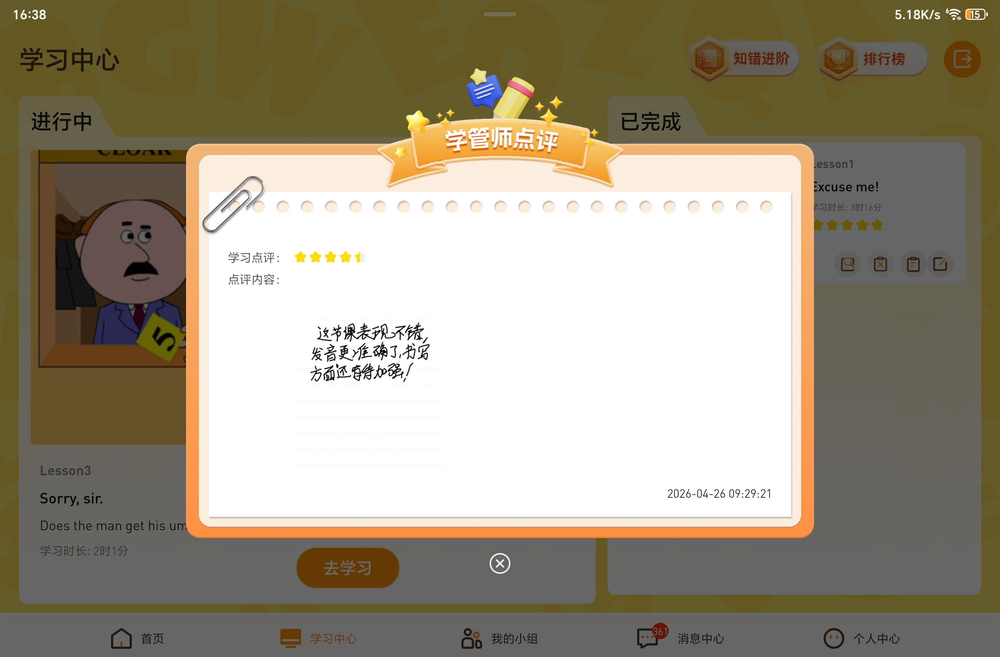 16:38
5.18K/s 6 15
学习中心
知错进阶
排行榜
学管师点评
进行中
已完成
CLOAK
5
学习点评：
点评内容：
这节课表现不错，
发音更准确了，书写
方面还有待加强！
2026-04-26 09:29:21
Lesson1
Excuse me!
学习时长: 3时16分
Lesson3
Sorry, sir.
Does the man get his um
学习时长: 2时1分
去学习
首页
学习中心
我的小组
361
消息中心
个人中心